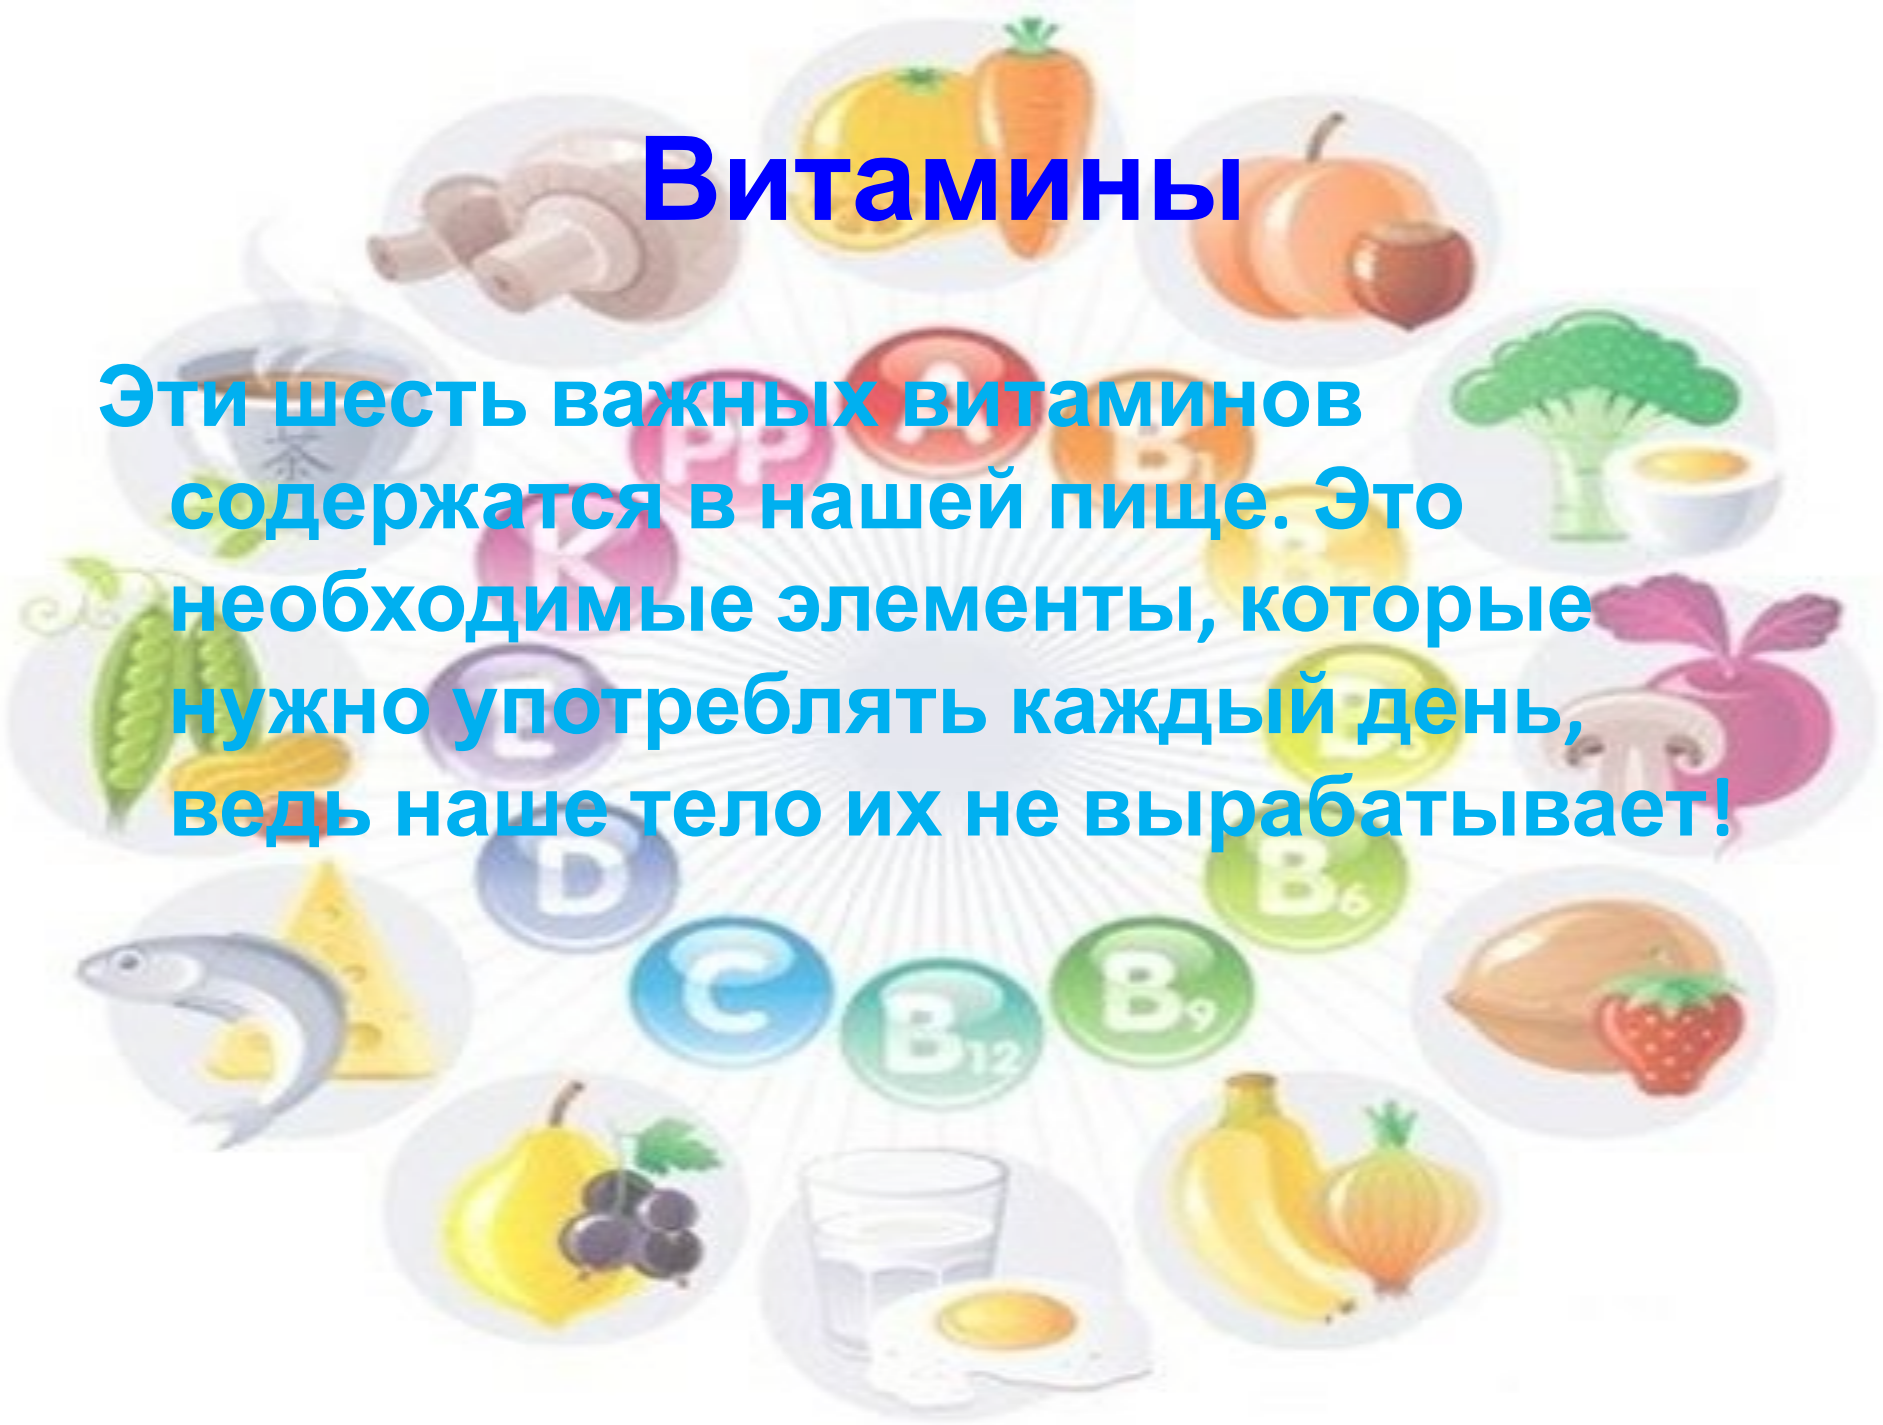 Витамины
Эти шесть важных витаминов
содержатся в нашей пище. Это
необходимые элементы, которые
нужно употреблять каждый день,
ведь наше тело их не вырабатывает!
A
PP
B1
K
E
D
B6
C
B9
B12
茶